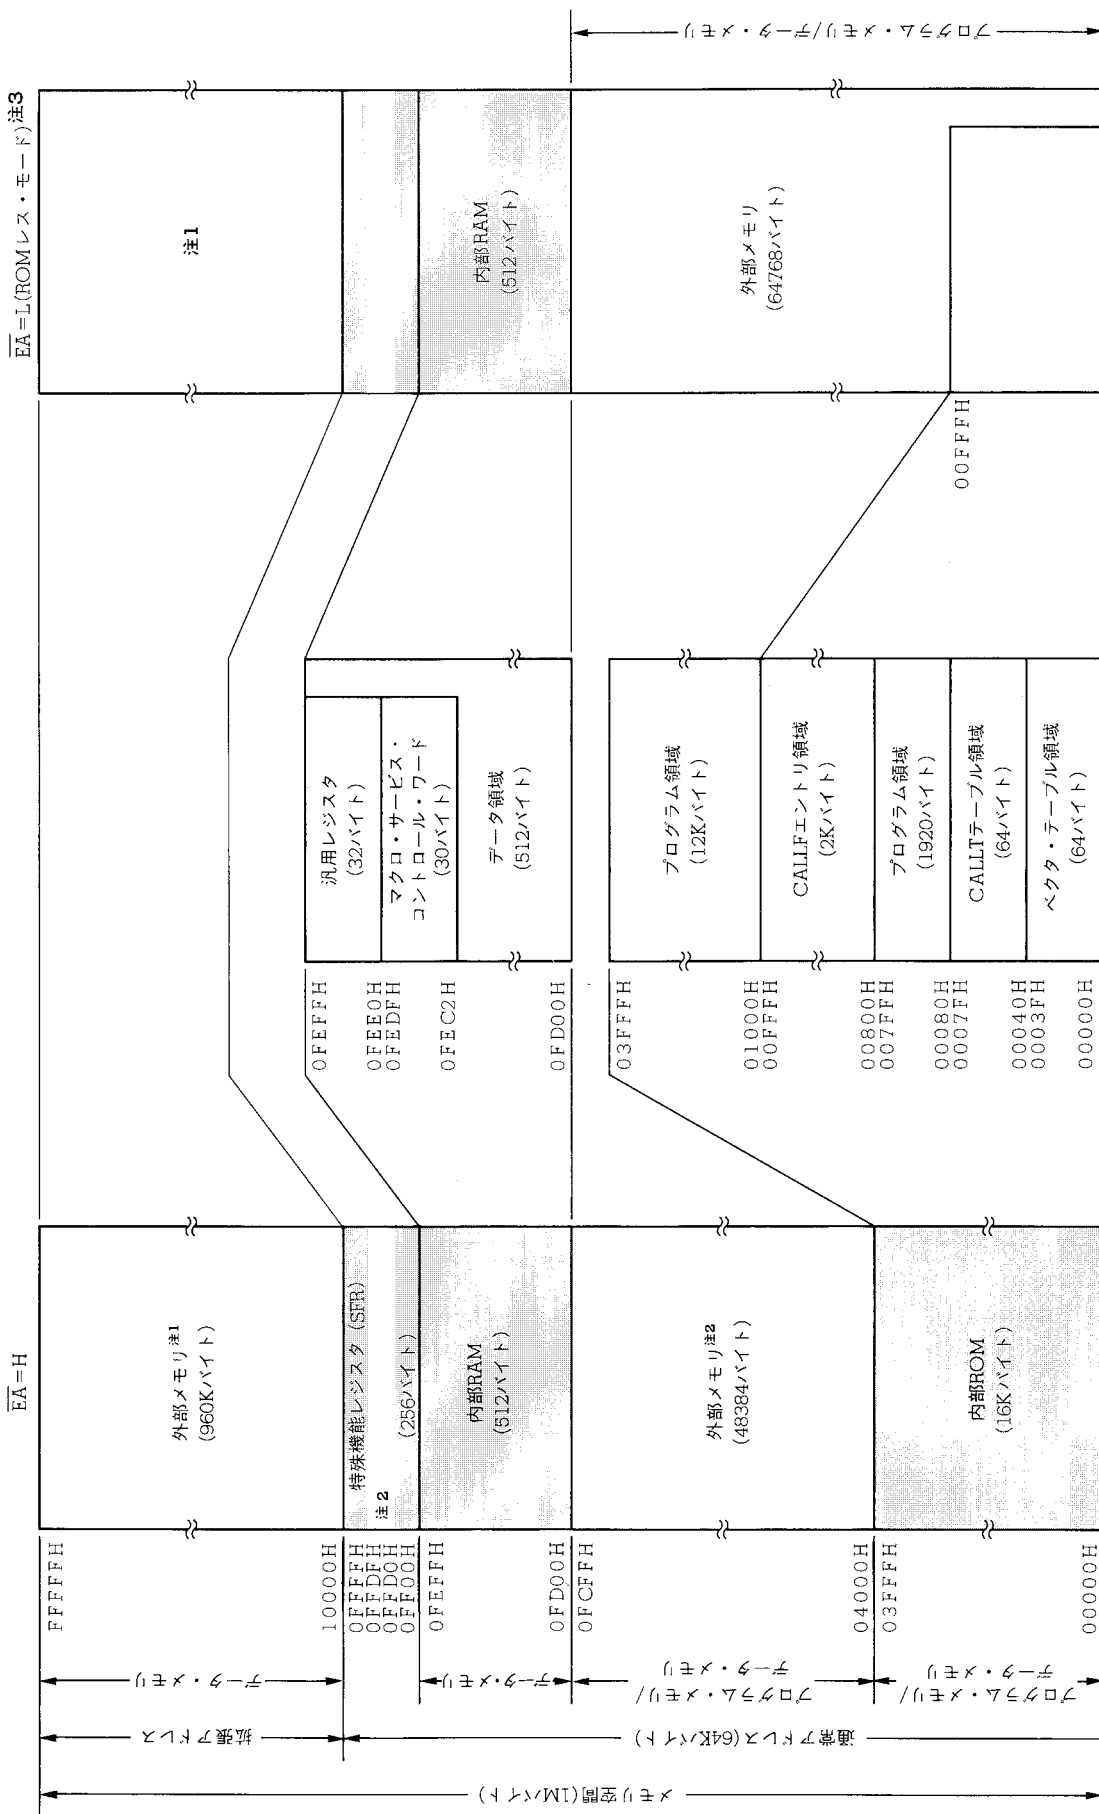 EA=H
FFFFFH
外部メモリ注1
(960Kバイト)
10000H
0FFFFH
0FFDFH
0FFD0H
0FF00H
特殊機能レジスタ (SFR)
注2
(256バイト)
0FEFFH
内部RAM
(512バイト)
0FD00H
0FCFFH
外部メモリ注2
(48384バイト)
04000H
03FFFH
内部ROM
(16Kバイト)
00000H
メモリ空間(1Mバイト)
拡張アドレス
通常アドレス(64Kバイト)
データ・メモリ
データ・メモリ
プログラム・メモリ/
データ・メモリ
プログラム・メモリ/
データ・メモリ
0FEFFH
汎用レジスタ
(32バイト)
0FEE0H
0FEDFH
マクロ・サービス・
コントロール・ワード
(30バイト)
0FEC2H
データ領域
(512バイト)
0FD00H
03FFFH
プログラム領域
(12Kバイト)
01000H
00FFFH
CALLFエントリ領域
(2Kバイト)
00800H
007FFH
プログラム領域
(1920バイト)
00080H
0007FH
CALLTテーブル領域
(64バイト)
00040H
0003FH
ベクタ・テーブル領域
(64バイト)
00000H
EA=L(ROMレス・モード)注3
注1
内部RAM
(512バイト)
外部メモリ
(64768バイト)
00FFFH
プログラム・メモリ/データ・メモリ